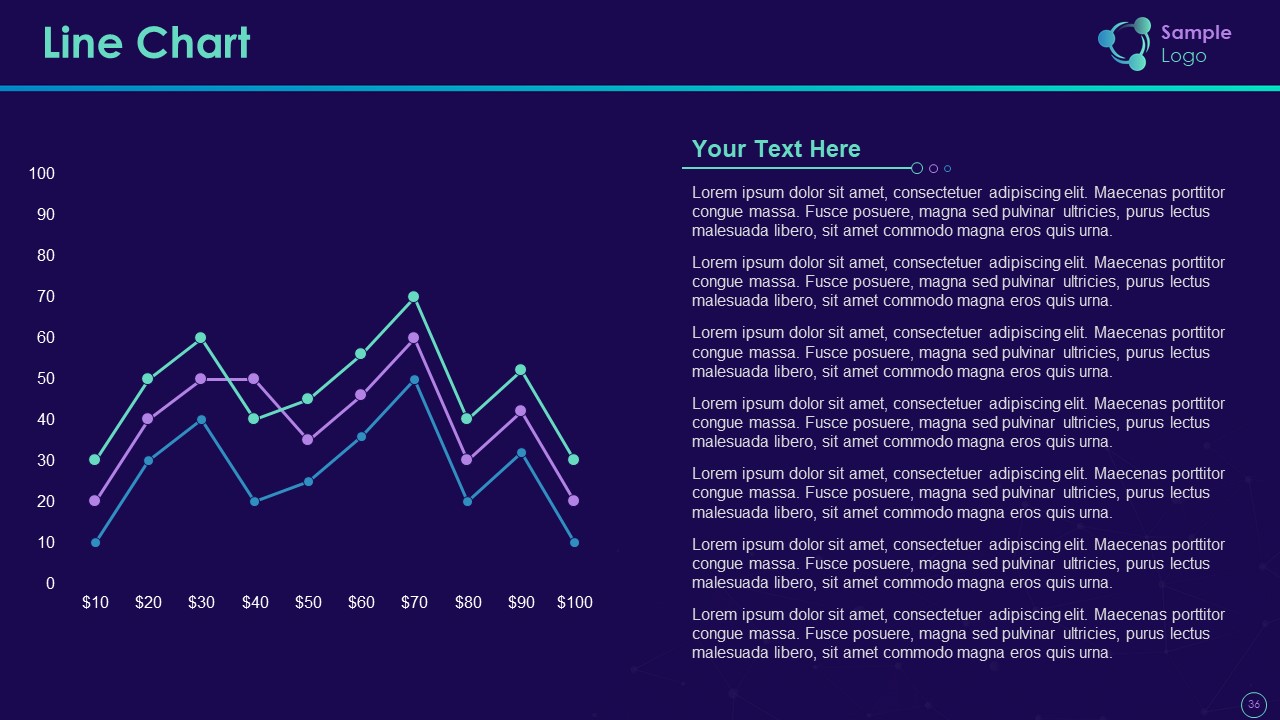 Line Chart
Sample
Logo
100
90
80
70
60
50
40
30
20
10
0
$10 $20 $30 $40 $50 $60 $70 $80 $90 $100
Your Text Here
Lorem ipsum dolor sit amet, consectetuer adipiscing elit. Maecenas porttitor
congue massa. Fusce posuere, magna sed pulvinar ultricies, purus lectus
malesuada libero, sit amet commodo magna eros quis urna.
Lorem ipsum dolor sit amet, consectetuer adipiscing elit. Maecenas porttitor
congue massa. Fusce posuere, magna sed pulvinar ultricies, purus lectus
malesuada libero, sit amet commodo magna eros quis urna.
Lorem ipsum dolor sit amet, consectetuer adipiscing elit. Maecenas porttitor
congue massa. Fusce posuere, magna sed pulvinar ultricies, purus lectus
malesuada libero, sit amet commodo magna eros quis urna.
Lorem ipsum dolor sit amet, consectetuer adipiscing elit. Maecenas porttitor
congue massa. Fusce posuere, magna sed pulvinar ultricies, purus lectus
malesuada libero, sit amet commodo magna eros quis urna.
Lorem ipsum dolor sit amet, consectetuer adipiscing elit. Maecenas porttitor
congue massa. Fusce posuere, magna sed pulvinar ultricies, purus lectus
malesuada libero, sit amet commodo magna eros quis urna.
Lorem ipsum dolor sit amet, consectetuer adipiscing elit. Maecenas porttitor
congue massa. Fusce posuere, magna sed pulvinar ultricies, purus lectus
malesuada libero, sit amet commodo magna eros quis urna.
Lorem ipsum dolor sit amet, consectetuer adipiscing elit. Maecenas porttitor
congue massa. Fusce posuere, magna sed pulvinar ultricies, purus lectus
malesuada libero, sit amet commodo magna eros quis urna.
36